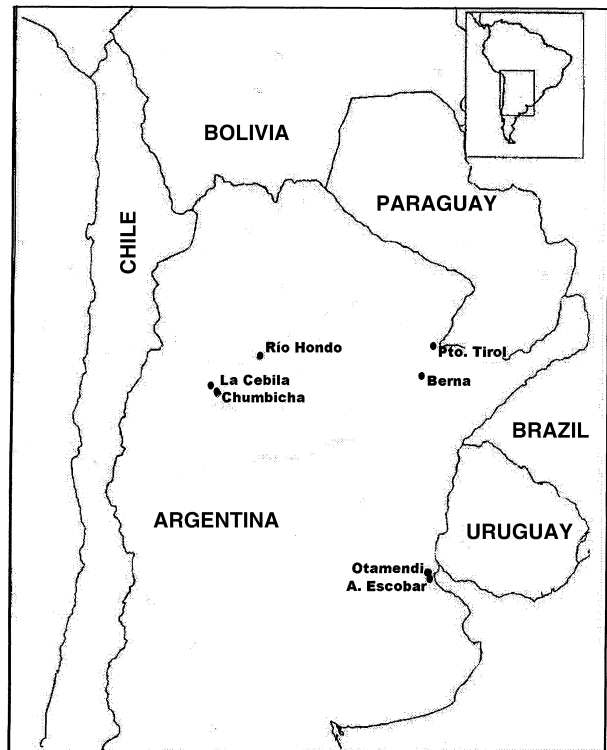 BOLIVIA
PARAGUAY
CHILE
Río Hondo
Pto. Tirol
La Cebila
Chumbicha
Berna
BRAZIL
ARGENTINA
URUGUAY
Otamendi
A. Escobar